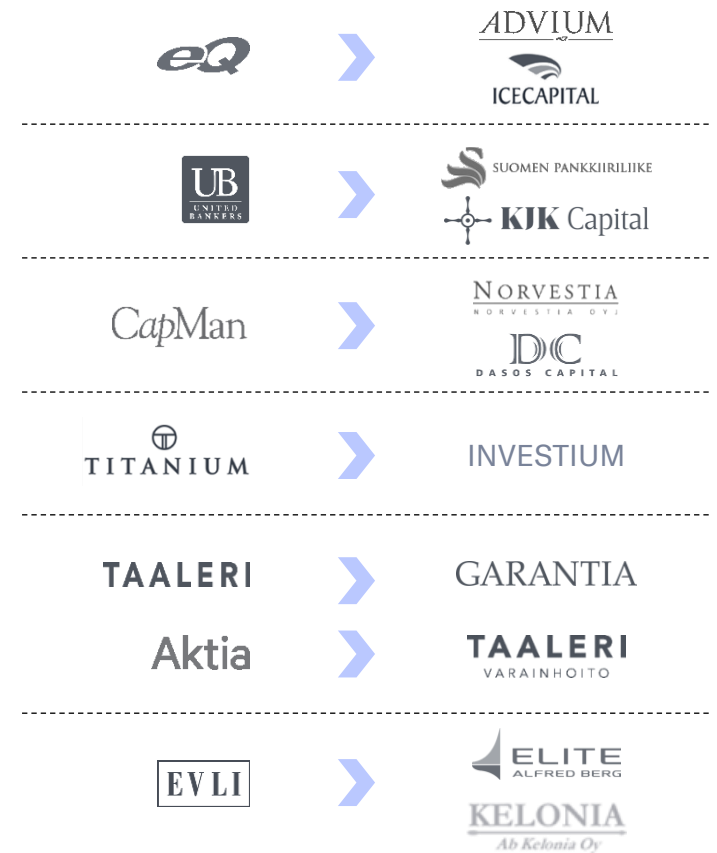 eQ
ADVIUM
ICECAPITAL
UB
UNITED
BANKERS
SUOMEN PANKKIIRILIIKE
KJK Capital
CapMan
NORVESTIA
NORVESTIA OYJ
DC
DASOS CAPITAL
TITANIUM
INVESTIUM
TAALERI
GARANTIA
Aktia
TAALERI
VARAINHOITO
EVLI
ELITE
ALFRED BERG
KELONIA
Ab Kelonia Oy